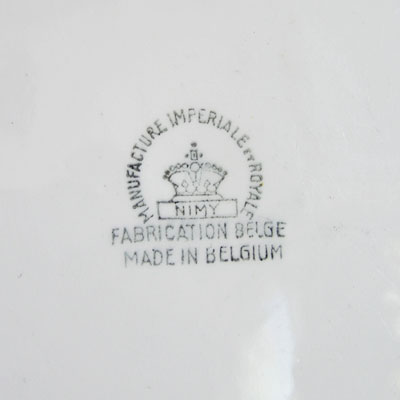 MANUFACTURE IMPERIALE ET ROYALE
NIMY
FABRICATION BELGE
MADE IN BELGIUM